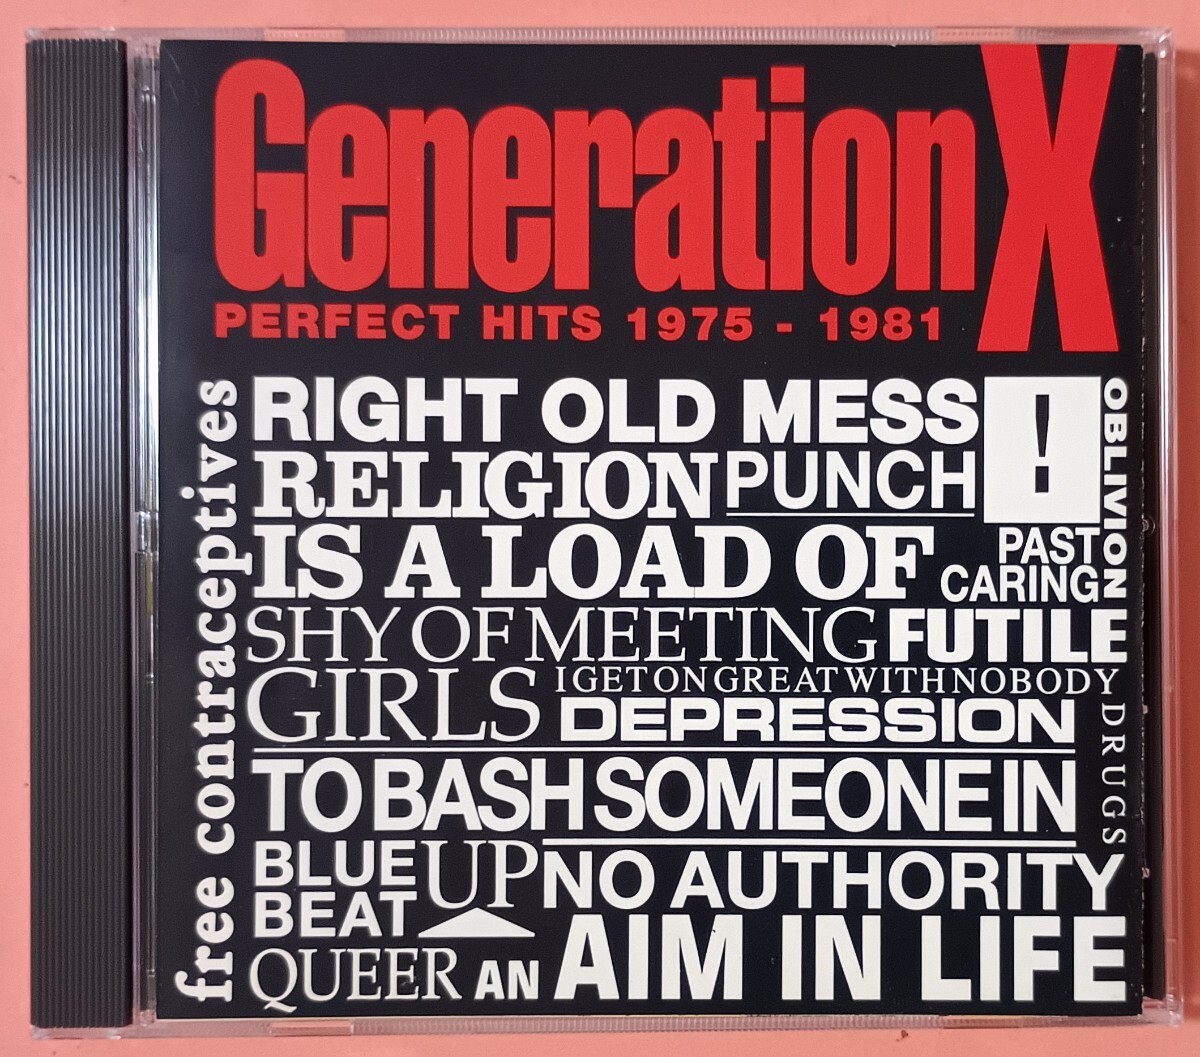 Generation X
PERFECT HITS 1975 - 1981
free contraceptives
RIGHT OLD MESS
!
OBLIVION
RELIGION PUNCH
IS A LOAD OF
PAST
CARING
SHY OF MEETING FUTILE
GIRLS
I GET ON GREAT WITH NOBODY
DEPRESSION
DRUGS
TO BASH SOMEONE IN
BLUE
BEAT
UP
NO AUTHORITY
QUEER AN AIM IN LIFE